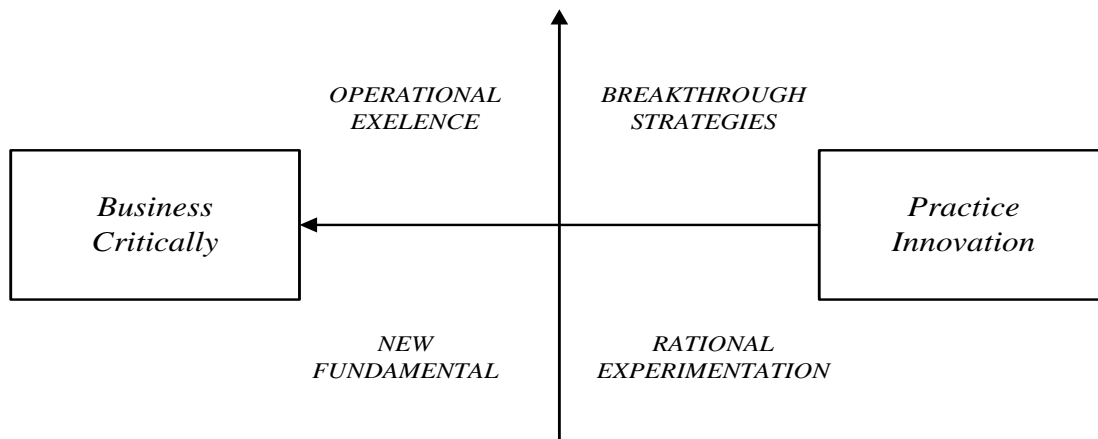 OPERATIONAL
EXELENCE
BREAKTHROUGH
STRATEGIES
Business
Critically
Practice
Innovation
NEW
FUNDAMENTAL
RATIONAL
EXPERIMENTATION